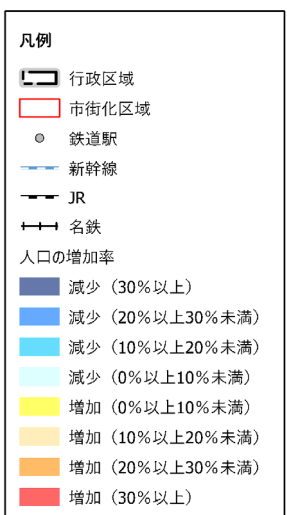 凡例
行政区域
市街化区域
鉄道駅
新幹線
JR
名鉄
人口の増加率
減少（30％以上）
減少（20％以上30％未満）
減少（10％以上20％未満）
減少（0％以上10％未満）
増加（0％以上10％未満）
増加（10％以上20％未満）
増加（20％以上30％未満）
増加（30％以上）